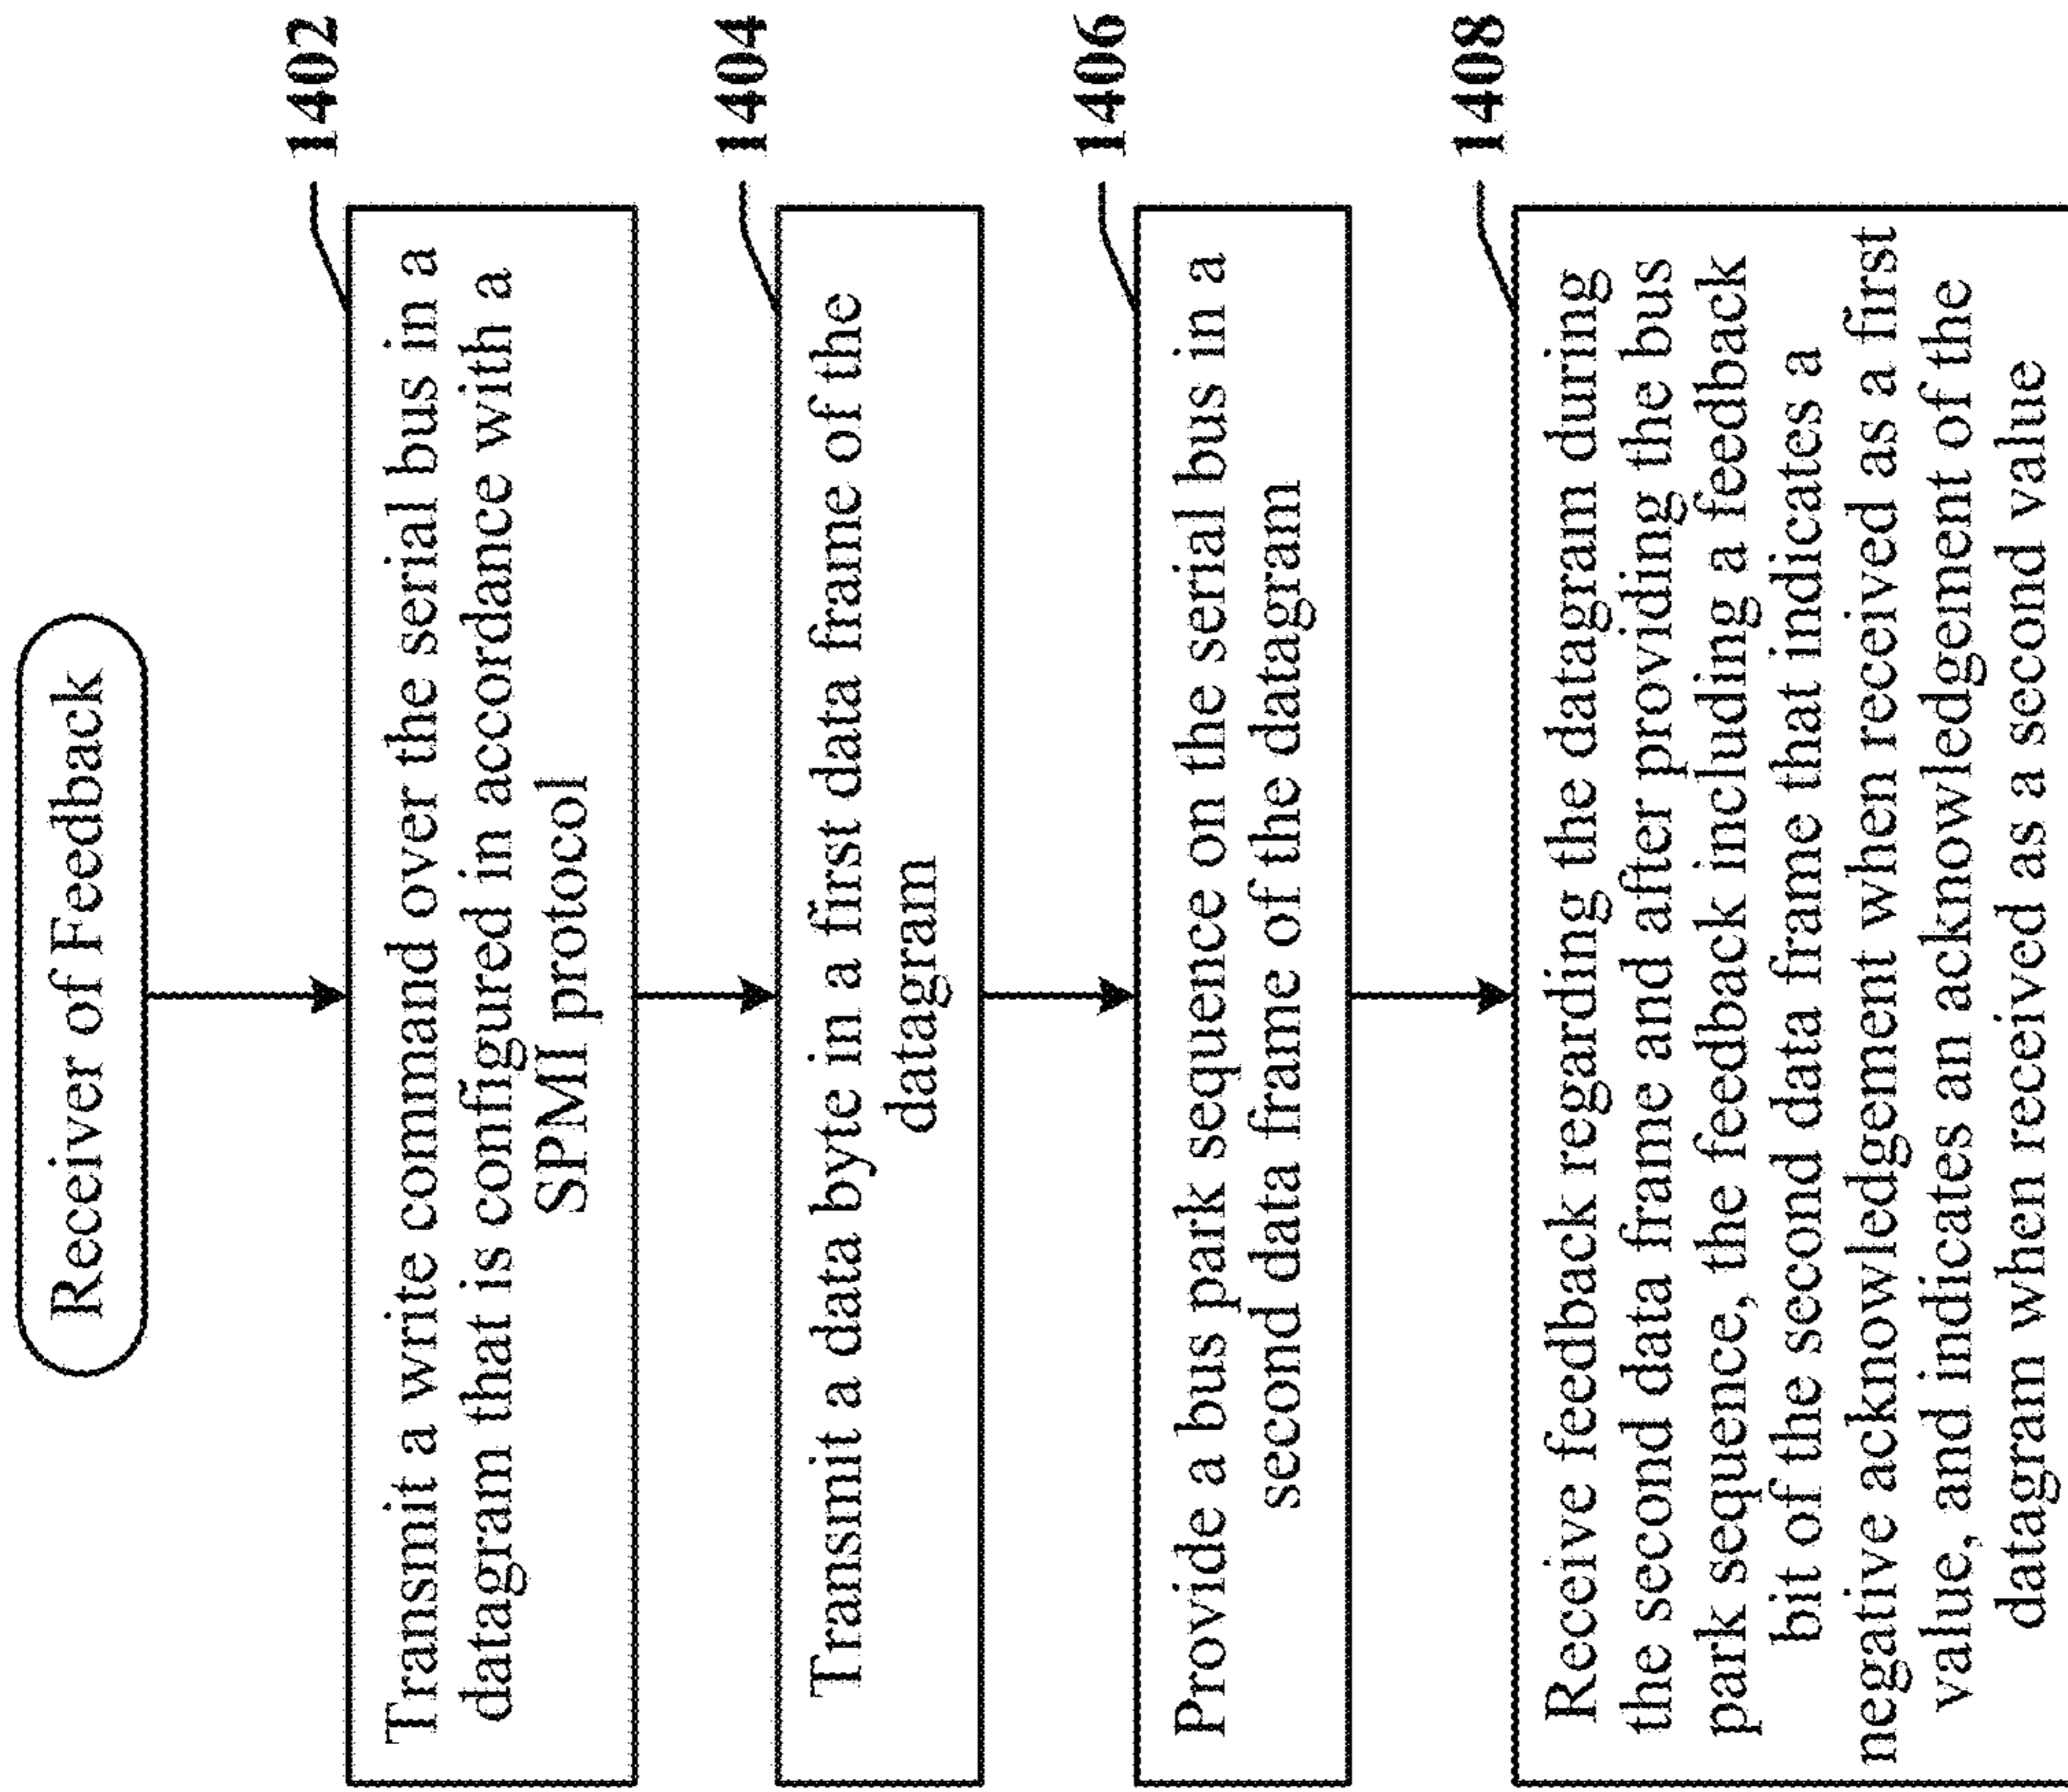 Receiver of Feedback
1402
Transmit a write command over the serial bus in a
datagram that is configured in accordance with a
SPMI protocol
1404
Transmit a data byte in a first data frame of the
datagram
1406
Provide a bus park sequence on the serial bus in a
second data frame of the datagram
1408
Receive feedback regarding the datagram during
the second data frame and after providing the bus
park sequence, the feedback including a feedback
bit of the second data frame that indicates a
negative acknowledgement when received as a first
value, and indicates an acknowledgement of the
datagram when received as a second value